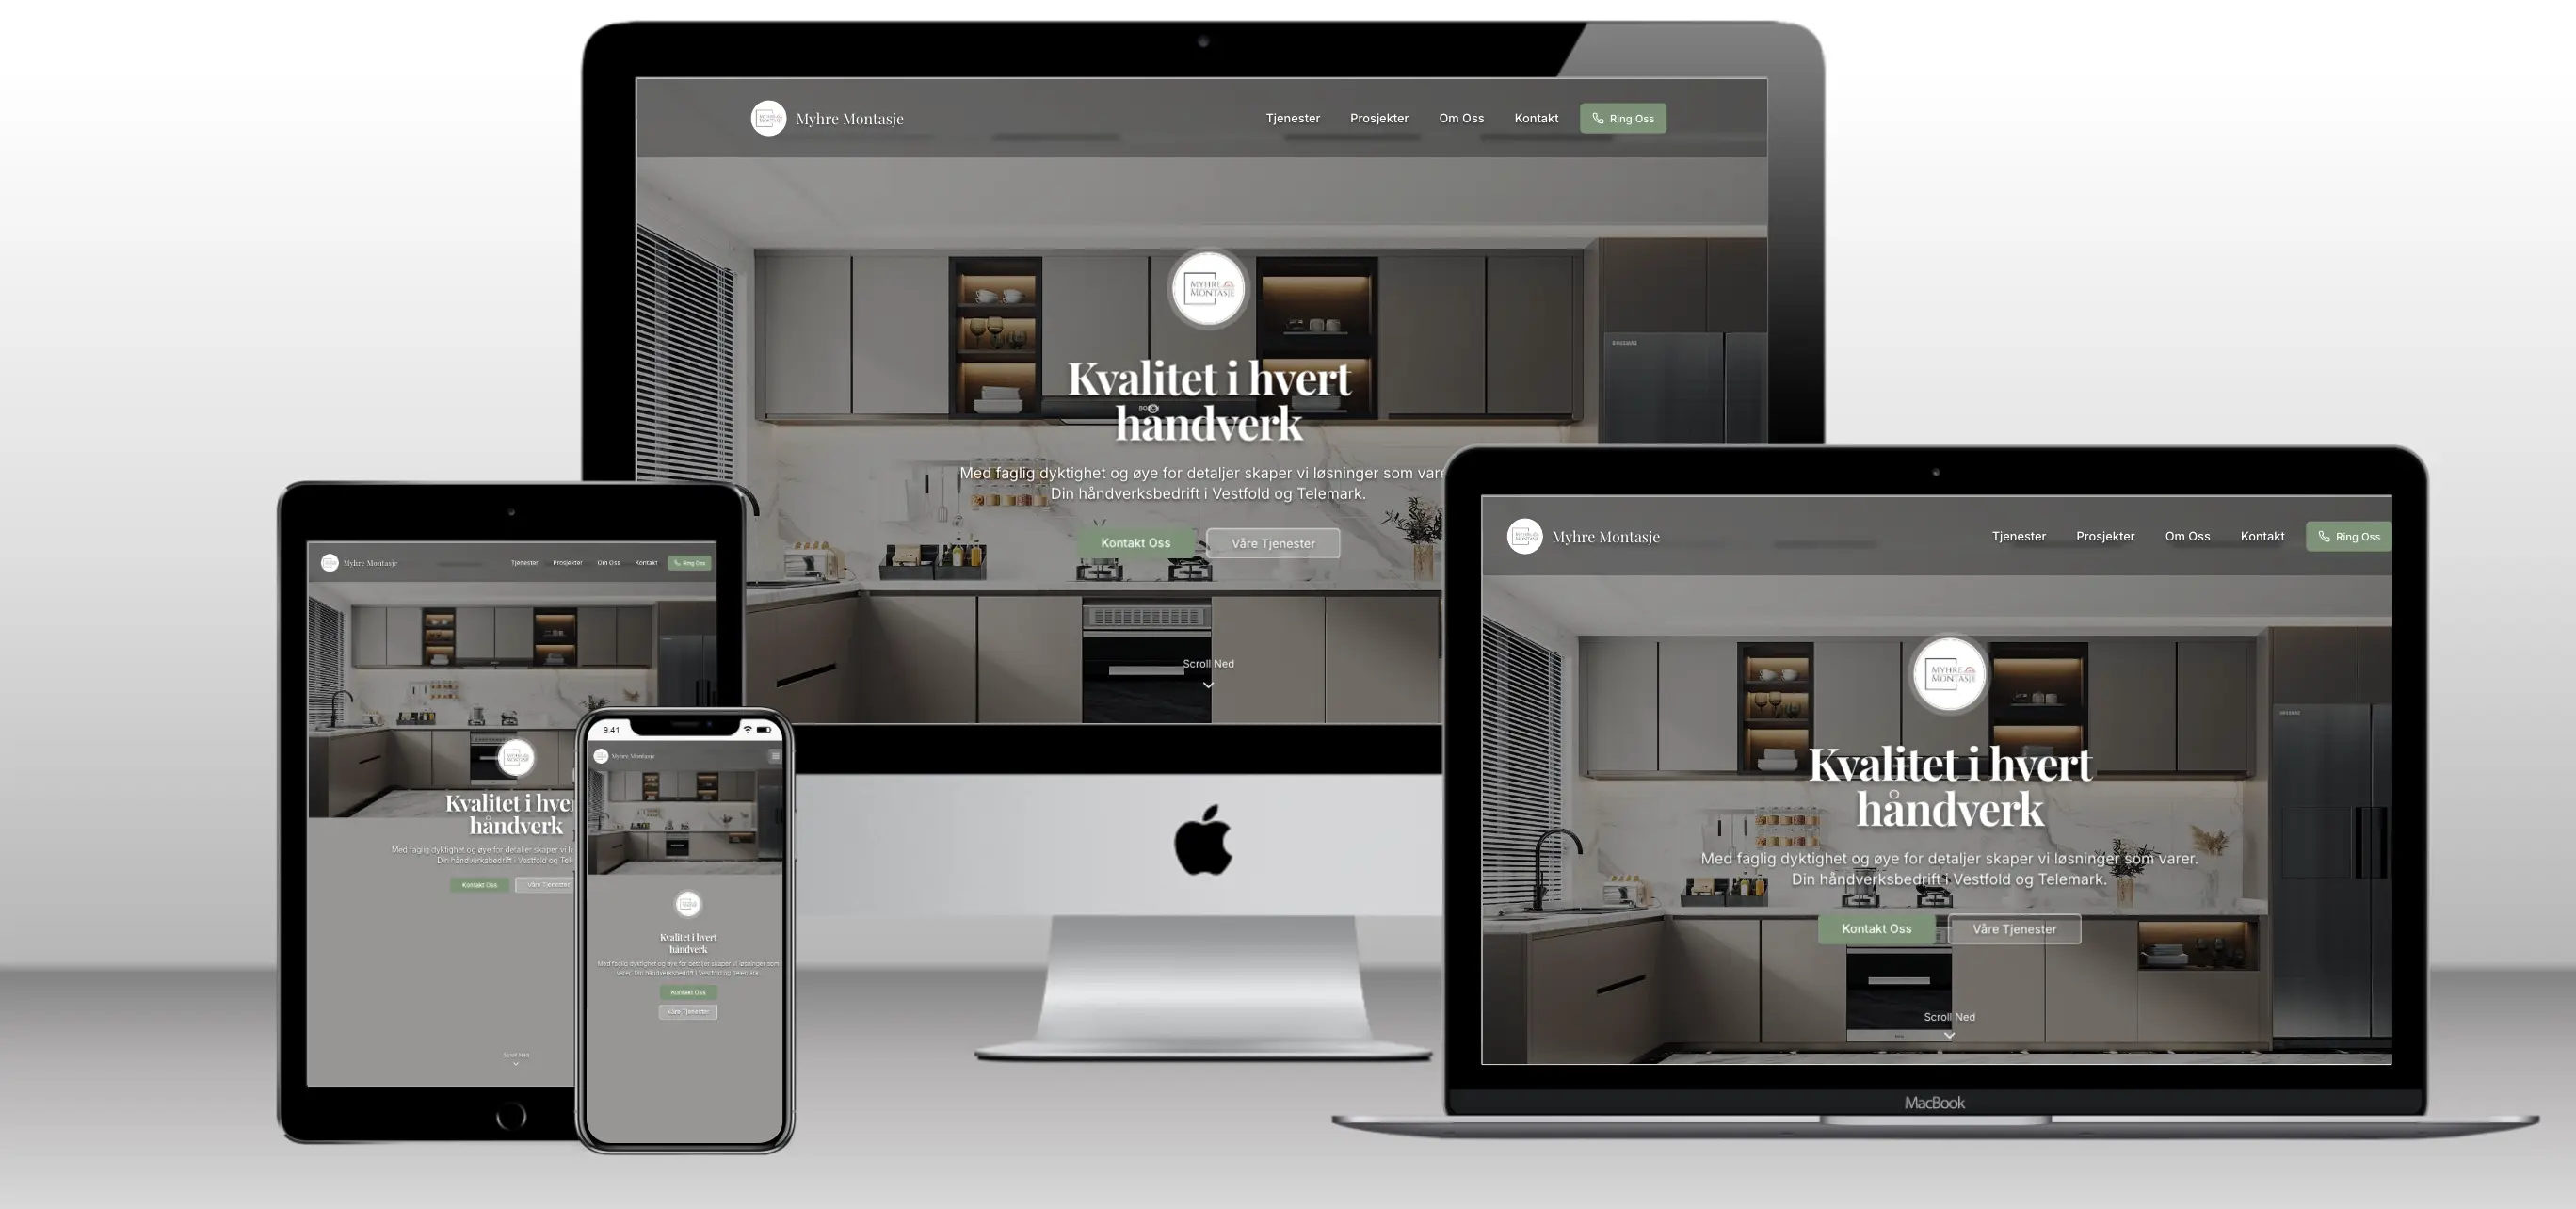 Myhre Montasje
Tjenester Prosjekter Om Oss Kontakt Ring Oss
MYHRE
MONTASJE
Kvalitet i hvert
håndverk
Med faglig dyktighet og øye for detaljer skaper vi løsninger som vare
Din håndverksbedrift i Vestfold og Telemark.
Kontakt Oss Våre Tjenester
Scroll Ned
Myhre Montasje
Tjenester Prosjekter Om Oss Kontakt Ring Oss
MYHRE
MONTASJE
Kvalitet i hvert
håndverk
Med faglig dyktighet og øye for detaljer skaper vi løsninger som varer.
Din håndverksbedrift i Vestfold og Telemark.
Kontakt Oss Våre Tjenester
Scroll Ned
MacBook
Myhre Montasje
Tjenester Prosjekter Om Oss Kontakt Ring Oss
Kvalitet i hver
håndverk
Med faglig dyktighet og øye for detaljer skaper vi
Din håndverksbedrift i Vestfold og Tele
Kontakt Oss Våre Tjenester
Scroll Ned
9:41
Myhre Montasje
Kvalitet i hvert
håndverk
Med faglig dyktighet og øye for detaljer skaper vi løsninger som
varer. Din håndverksbedrift i Vestfold og Telemark.
Kontakt Oss
Våre Tjenester